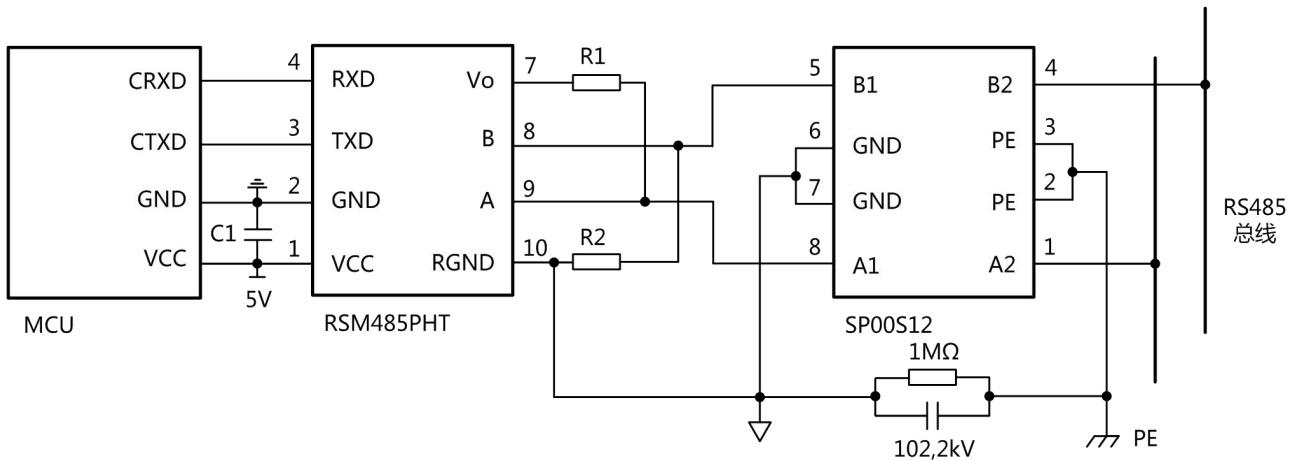 CRXD
CTXD
GND
VCC
MCU
4
3
2
1
C1
5V
RXD
TXD
GND
VCC
Vo
B
A
RGND
RSM485PHT
7
8
9
10
R1
R2
5
6
7
8
B1
GND
GND
A1
B2
PE
PE
A2
SP00S12
4
3
2
1
RS485
总线
1MΩ
102,2kV
PE